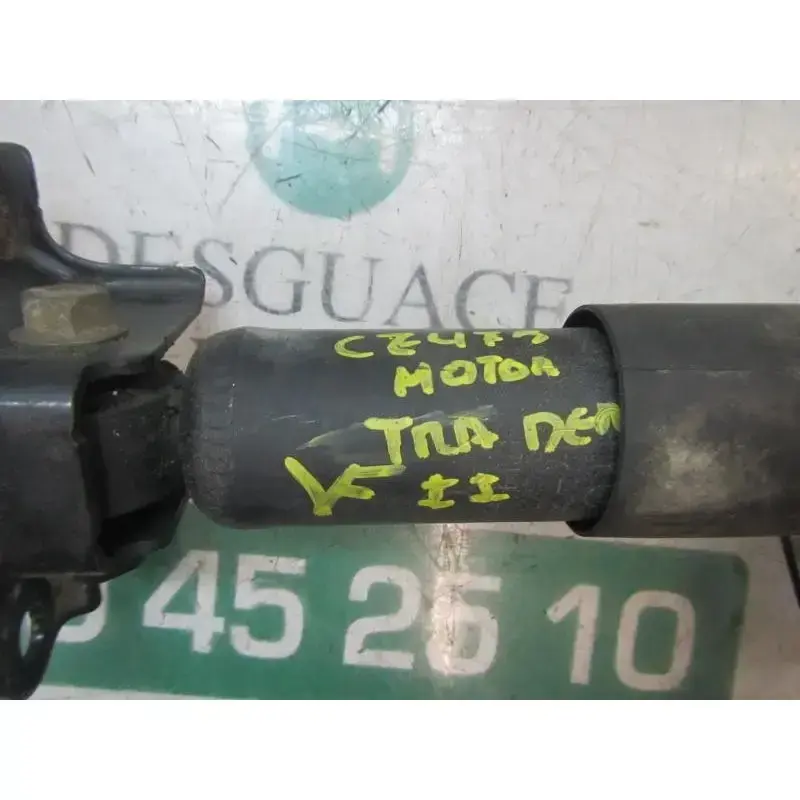 DESGUACE
CZ473
MOTOR
TRA DER
II
45 26 10